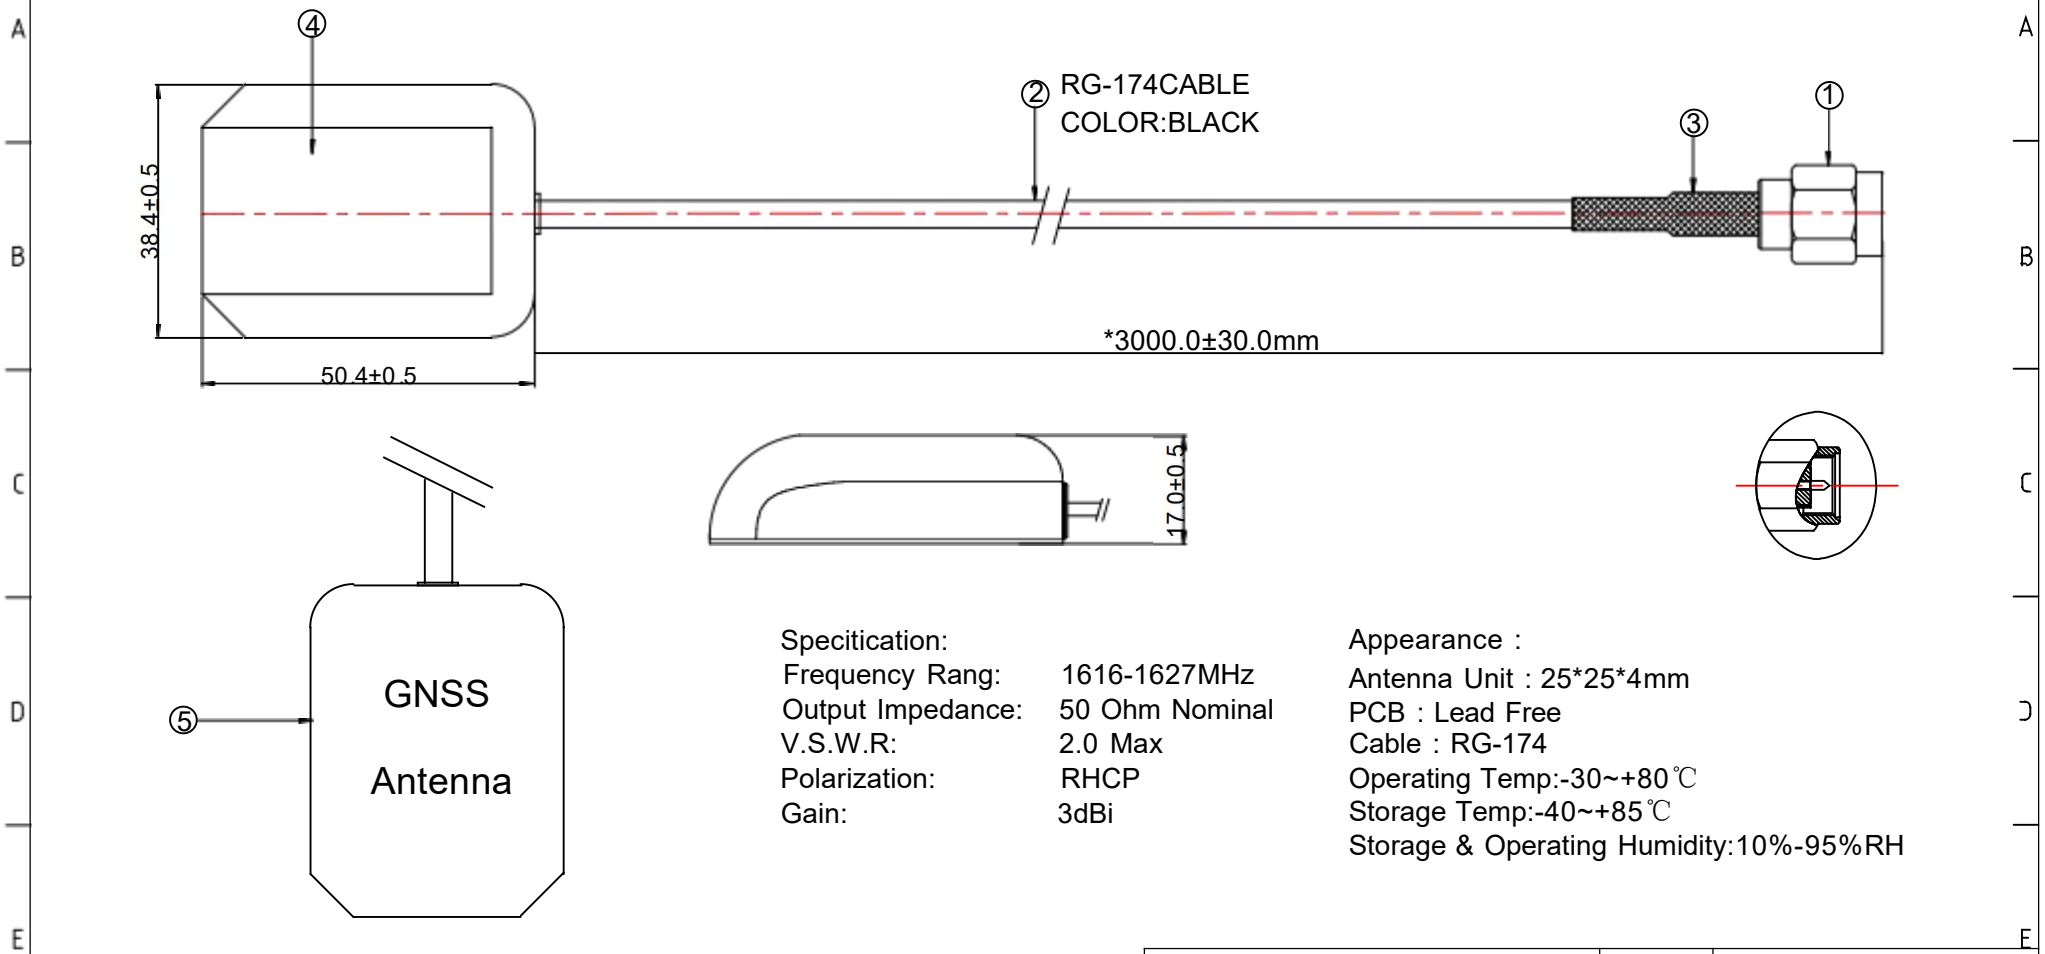 A
A
④
②
RG-174CABLE
COLOR:BLACK
③
①
38.4±0.5
B
B
*3000.0±30.0mm
50.4±0.5
17.0±0.5
C
C
GNSS
Antenna
⑤
D
D
Specitication:
Frequency Rang: 1616-1627MHz
Output Impedance: 50 Ohm Nominal
V.S.W.R: 2.0 Max
Polarization: RHCP
Gain: 3dBi
Appearance :
Antenna Unit : 25*25*4mm
PCB : Lead Free
Cable : RG-174
Operating Temp:-30~+80℃
Storage Temp:-40~+85℃
Storage & Operating Humidity:10%-95%RH
E
E